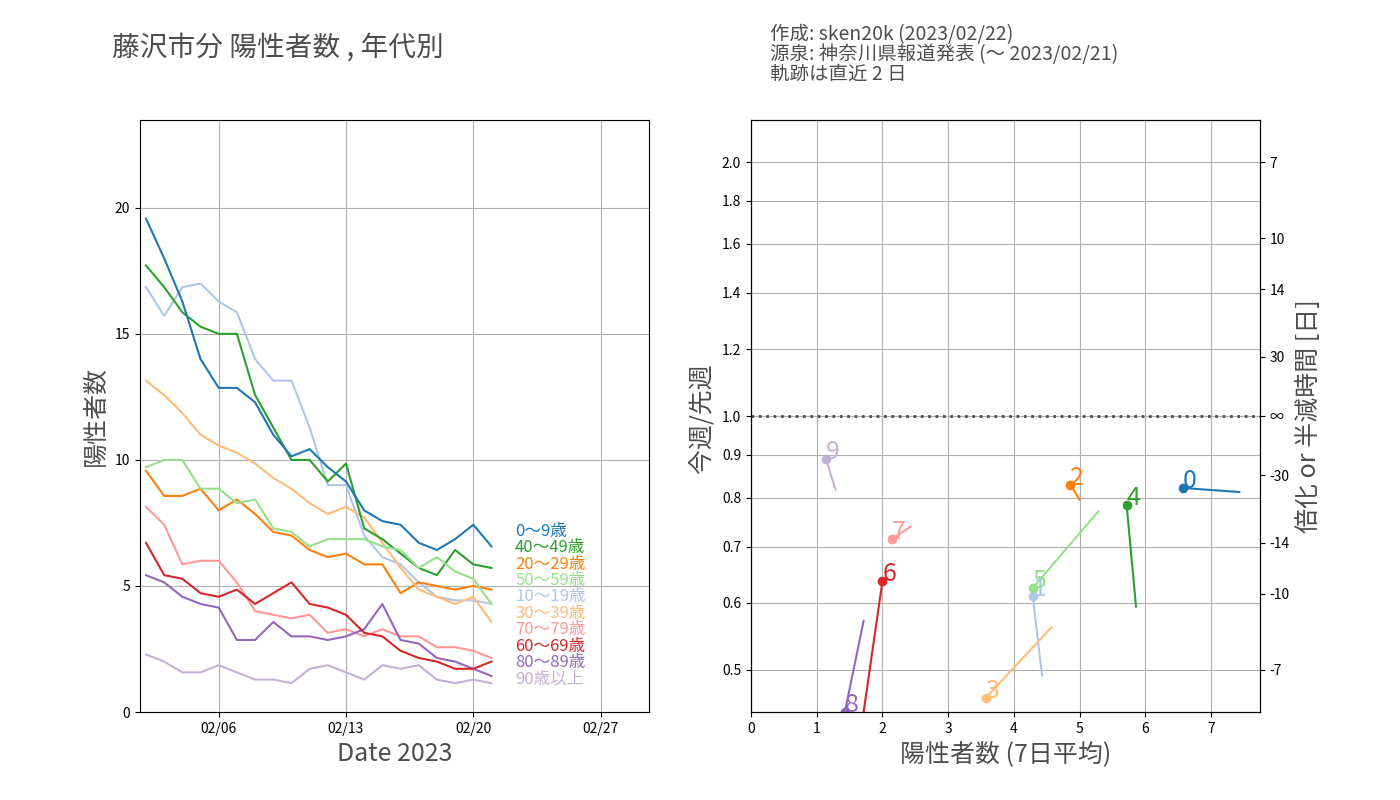 藤沢市分 陽性者数 , 年代別
作成: sken20k (2023/02/22)
源泉: 神奈川県報道発表 (〜 2023/02/21)
軌跡は直近 2 日
陽性者数
20
15
10
5
0
02/06
02/13
02/20
02/27
Date 2023
0〜9歳
40〜49歳
20〜29歳
50〜59歳
10〜19歳
30〜39歳
70〜79歳
60〜69歳
80〜89歳
90歳以上
今週/先週
2.0
1.8
1.6
1.4
1.2
1.0
0.9
0.8
0.7
0.6
0.5
9
2
0
4
7
6
5
1
3
8
0
1
2
3
4
5
6
7
陽性者数 (7日平均)
7
10
14
30
∞
-30
-14
-10
-7
倍化 or 半減時間 [日]